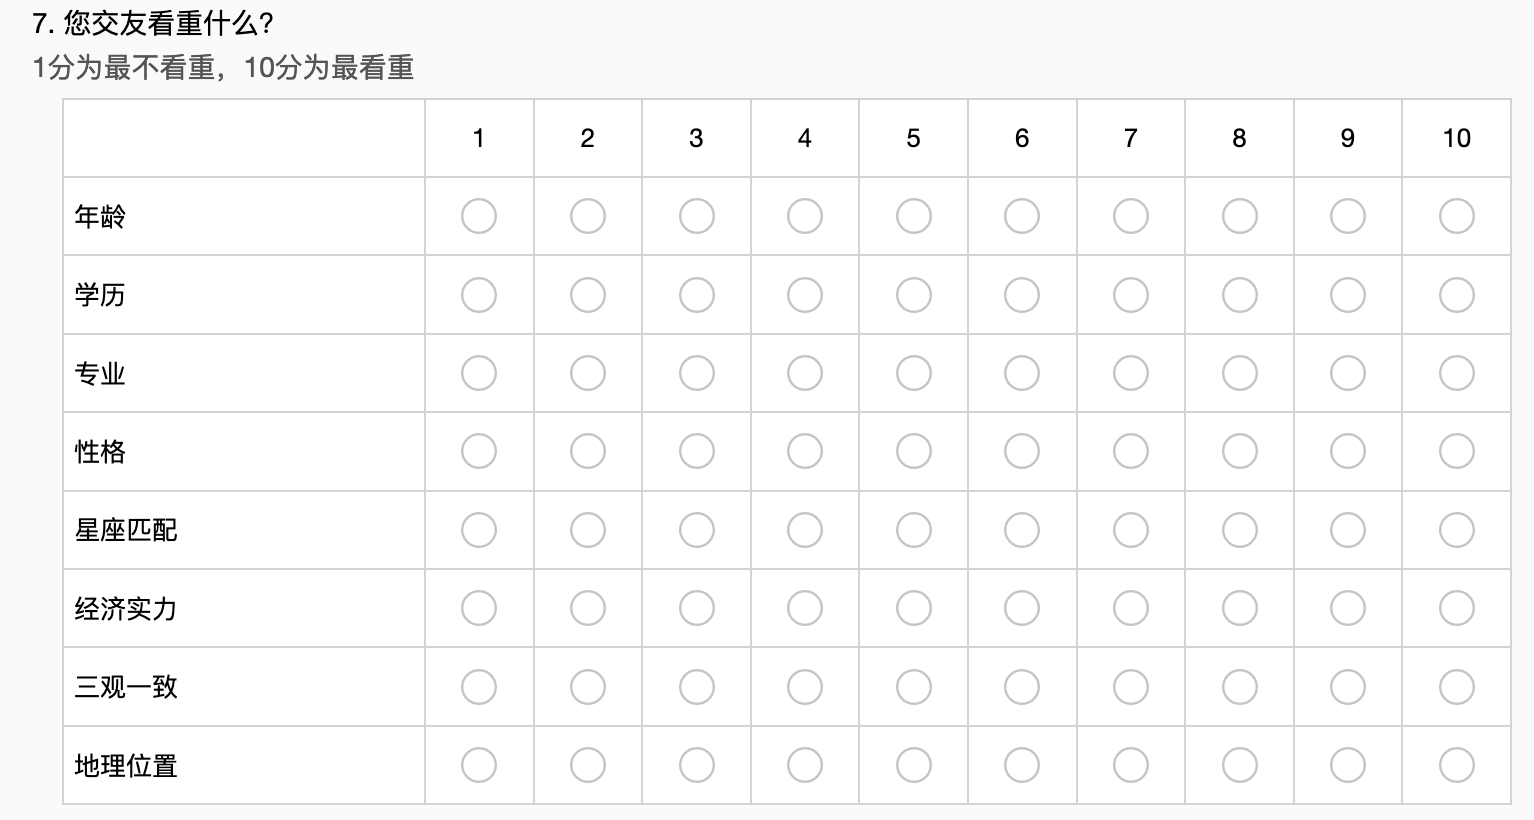 7. 您交友看重什么?
1分为最不看重，10分为最看重
1 2 3 4 5 6 7 8 9 10
年龄
学历
专业
性格
星座匹配
经济实力
三观一致
地理位置